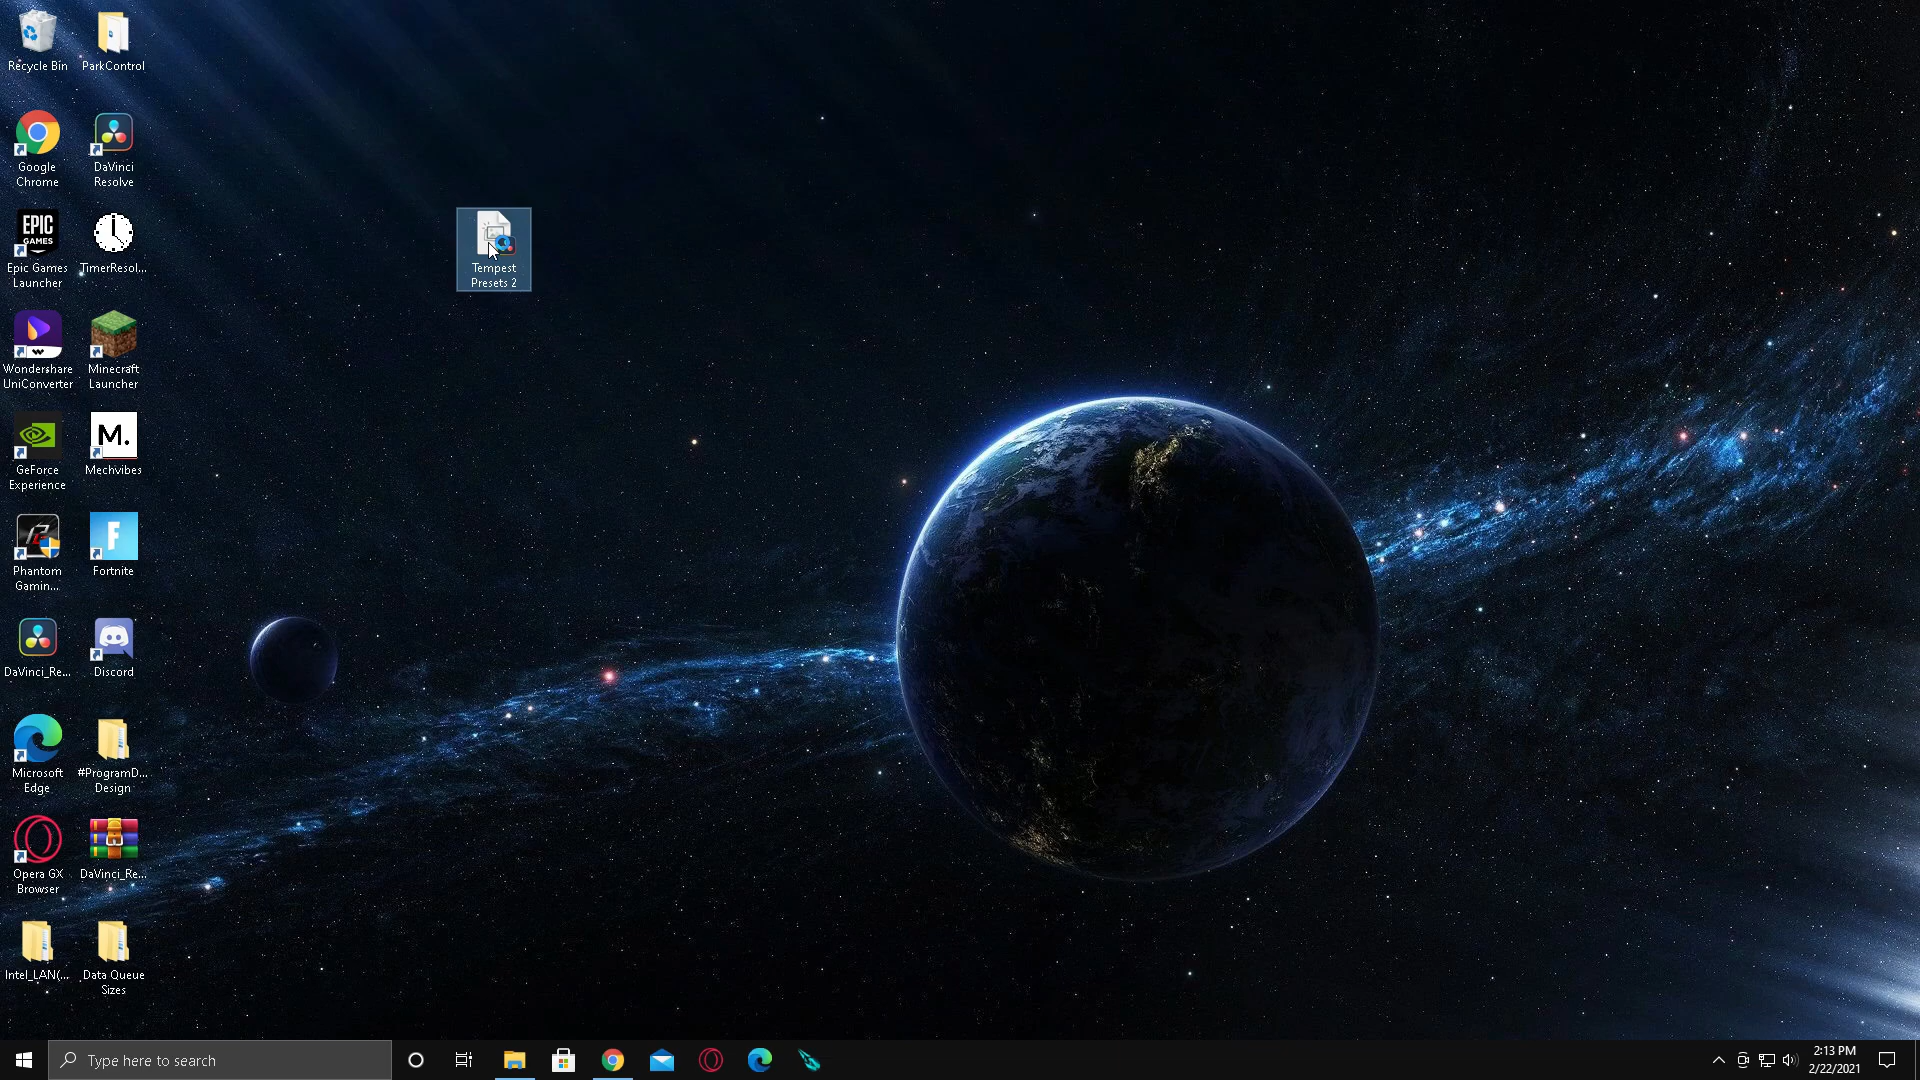 Recycle Bin
ParkControl
Google
Chrome
DaVinci
Resolve
EPIC
GAMES
Epic Games
Launcher
TimerResol...
Tempest
Presets 2
Wondershare
UniConverter
Minecraft
Launcher
GeForce
Experience
M.
Mechvibes
Phantom
Gamin...
F
Fortnite
DaVinci_Re...
Discord
Microsoft
Edge
#ProgramD...
Design
Opera GX
Browser
DaVinci_Re...
Intel_LAN(...
Data Queue
Sizes
Type here to search
2:13 PM
2/22/2021